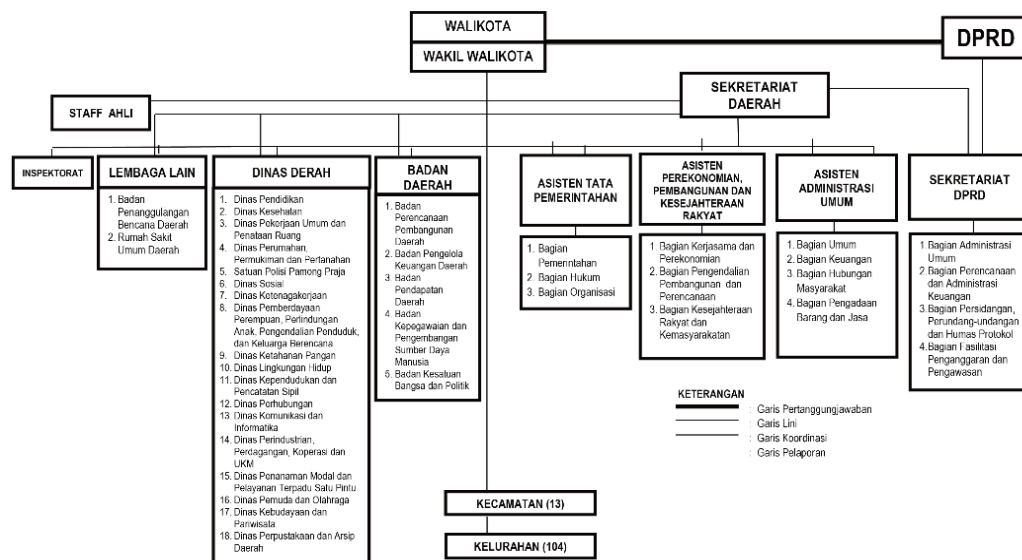 WALIKOTA
WAKIL WALIKOTA
DPRD
SEKRETARIAT
DAERAH
STAFF AHLI
INSPEKTORAT
LEMBAGA LAIN
1. Badan
Penanggulangan
Bencana Daerah
2. Rumah Sakit
Umum Daerah
DINAS DERAH
1. Dinas Pendidikan
2. Dinas Kesehatan
3. Dinas Pekerjaan Umum dan
Penataan Ruang
4. Dinas Perumahan,
Permukiman dan Pertanahan
5. Satuan Polisi Pamong Praja
6. Dinas Sosial
7. Dinas Ketenagakerjaan
8. Dinas Pemberdayaan
Perempuan, Perlindungan
Anak, Pengendalian Penduduk,
dan Keluarga Berencana
9. Dinas Ketahanan Pangan
10. Dinas Lingkungan Hidup
11. Dinas Kependudukan dan
Pencatatan Sipil
12. Dinas Perhubungan
13. Dinas Komunikasi dan
Informatika
14. Dinas Perindustrian,
Perdagangan, Koperasi dan
UKM
15. Dinas Penanaman Modal dan
Pelayanan Terpadu Satu Pintu
16. Dinas Pemuda dan Olahraga
17. Dinas Kebudayaan dan
Pariwisata
18. Dinas Perpustakaan dan Arsip
Daerah
BADAN
DAERAH
1. Badan
Perencanaan
Pembangunan
Daerah
2. Badan Pengelola
Keuangan Daerah
3. Badan
Pendapatan
Daerah
4. Badan
Kepegawaian dan
Pengembangan
Sumber Daya
Manusia
5. Badan Kesatuan
Bangsa dan Politik
ASISTEN TATA
PEMERINTAHAN
1. Bagian
Pemerintahan
2. Bagian Hukum
3. Bagian Organisasi
ASISTEN
PEREKONOMIAN,
PEMBANGUNAN DAN
KESEJAHTERAAN
RAKYAT
1. Bagian Kerjasama dan
Perekonomian
2. Bagian Pengendalian
Pembangunan dan
Perencanaan
3. Bagian Kesejahteraan
Rakyat dan
Kemasyarakatan
ASISTEN
ADMINISTRASI
UMUM
1. Bagian Umum
2. Bagian Keuangan
3. Bagian Hubungan
Masyarakat
4. Bagian Pengadaan
Barang dan Jasa
SEKRETARIAT
DPRD
1. Bagian Administrasi
Umum
2. Bagian Perencanaan
dan Administrasi
Keuangan
3. Bagian Persidangan,
Perundang-undangan
dan Humas Protokol
4. Bagian Fasilitasi
Penganggaran dan
Pengawasan
KETERANGAN
: Garis Pertanggungjawaban
: Garis Lini
: Garis Koordinasi
: Garis Pelaporan
KECAMATAN (13)
KELURAHAN (104)